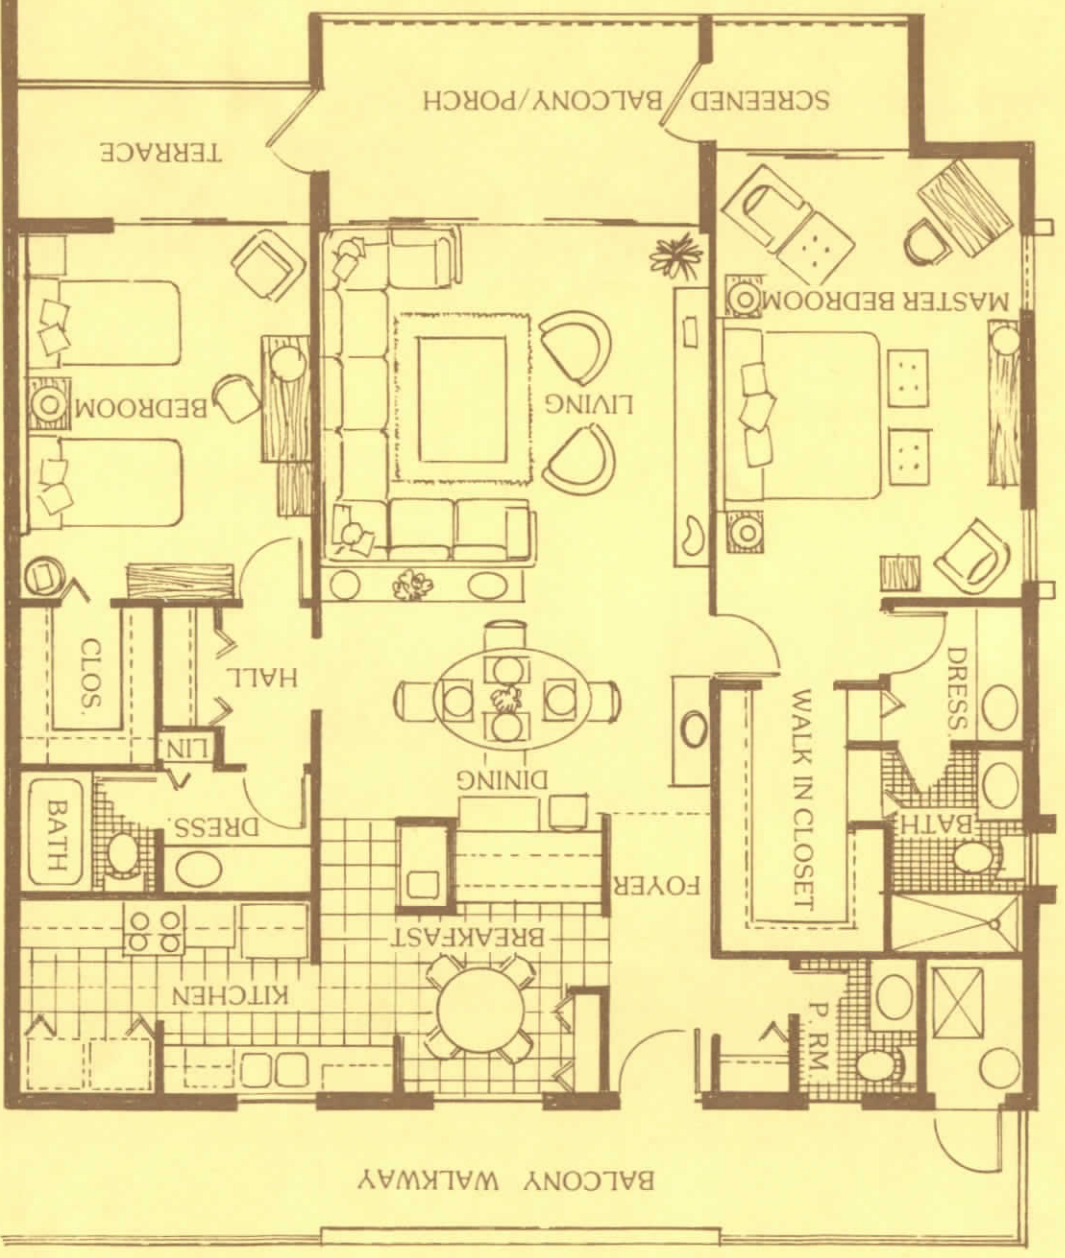 BALCONY WALKWAY
P. RM.
KITCHEN
BREAKFAST
FOYER
WALK IN CLOSET
BATH
BATH
DRESS.
DINING
LIN
DRESS.
CLOS.
HALL
LIVING
BEDROOM
MASTER BEDROOM
TERRACE
SCREENED BALCONY/PORCH